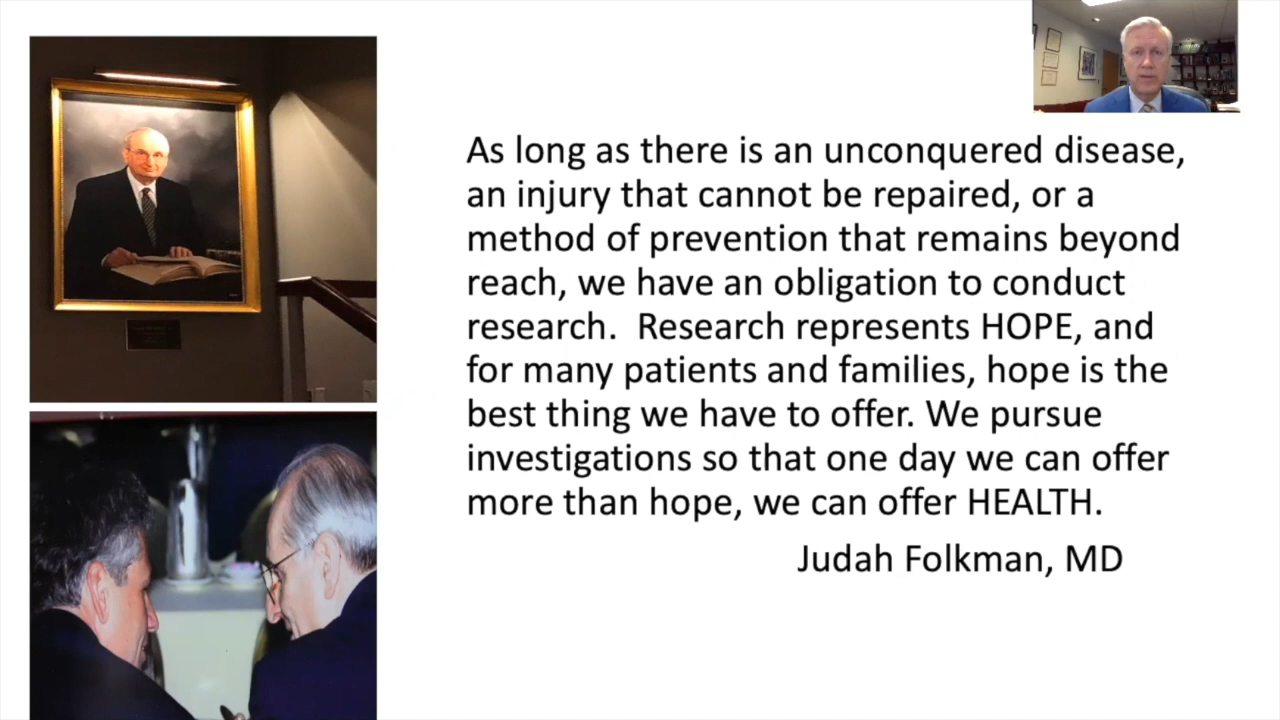 As long as there is an unconquered disease,
an injury that cannot be repaired, or a
method of prevention that remains beyond
reach, we have an obligation to conduct
research.  Research represents HOPE, and
for many patients and families, hope is the
best thing we have to offer. We pursue
investigations so that one day we can offer
more than hope, we can offer HEALTH.
Judah Folkman, MD